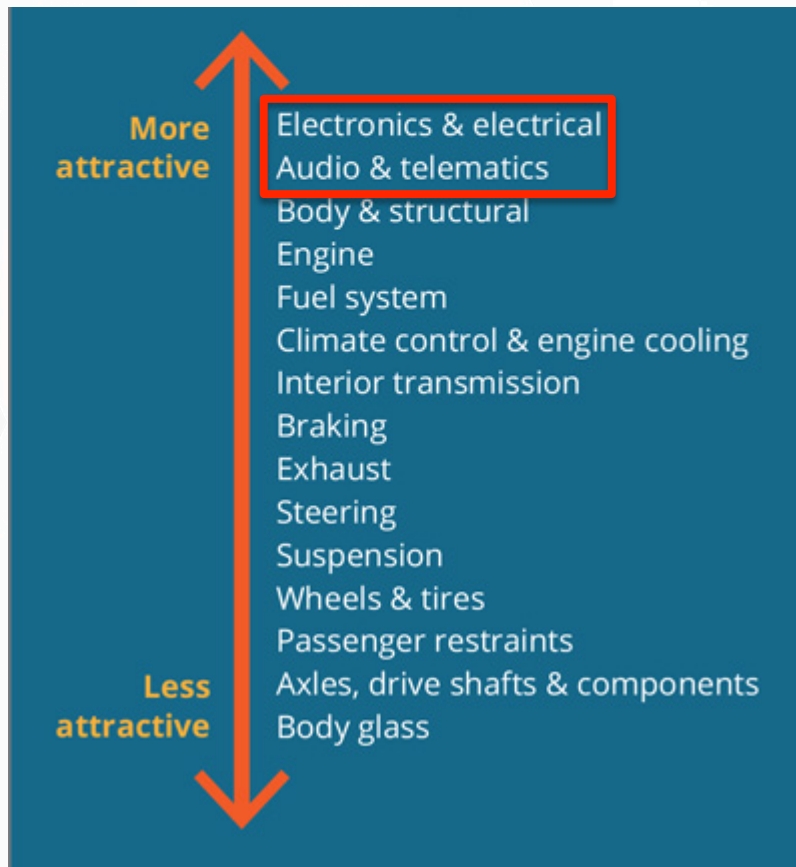 More
attractive
Electronics & electrical
Audio & telematics
Body & structural
Engine
Fuel system
Climate control & engine cooling
Interior transmission
Braking
Exhaust
Steering
Suspension
Wheels & tires
Passenger restraints
Less
attractive
Axles, drive shafts & components
Body glass